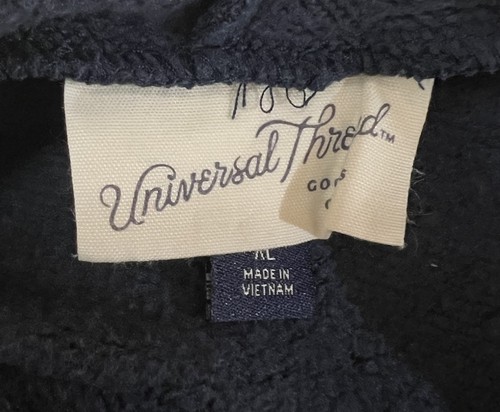 Universal Thread™
XL
MADE IN
VIETNAM